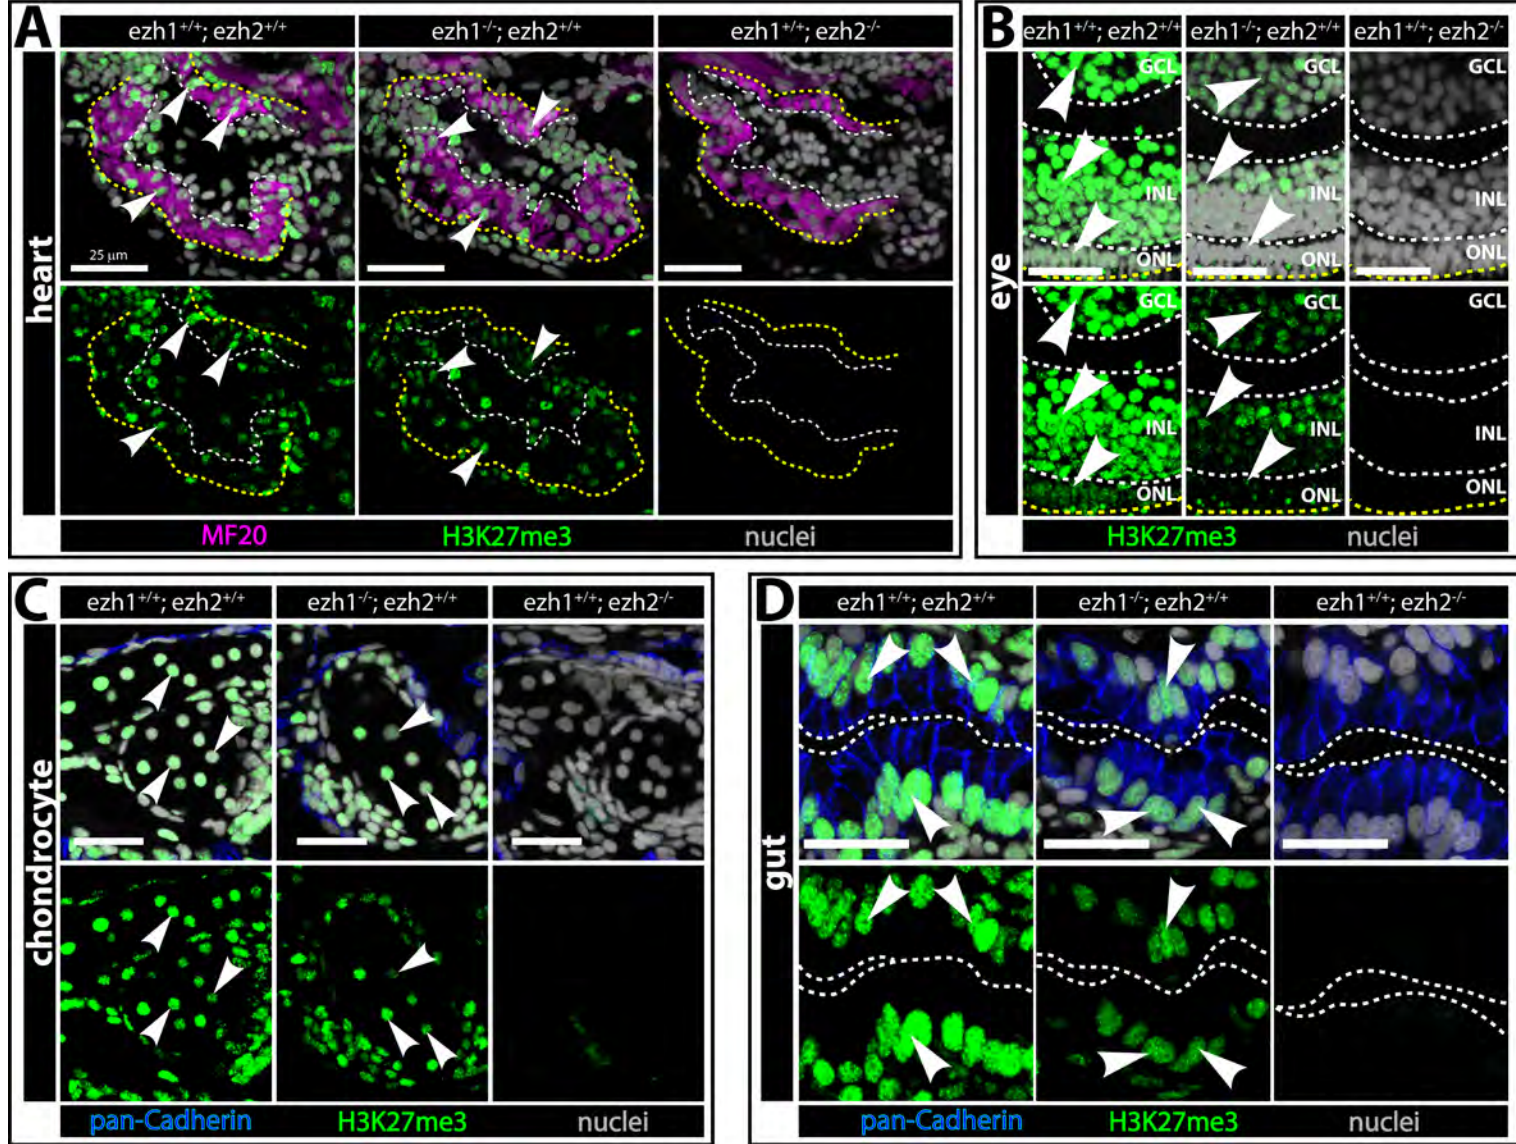 A
ezh1+/+; ezh2+/+
ezh1-/-; ezh2+/+
ezh1+/+; ezh2-/-
heart
25 μm
MF20
H3K27me3
nuclei
B
ezh1+/+; ezh2+/+
ezh1-/-; ezh2+/+
ezh1+/+; ezh2-/-
eye
GCL
GCL
GCL
INL
INL
INL
ONL
ONL
ONL
GCL
GCL
GCL
INL
INL
INL
ONL
ONL
ONL
H3K27me3
nuclei
C
ezh1+/+; ezh2+/+
ezh1-/-; ezh2+/+
ezh1+/+; ezh2-/-
chondrocyte
pan-Cadherin
H3K27me3
nuclei
D
ezh1+/+; ezh2+/+
ezh1-/-; ezh2+/+
ezh1+/+; ezh2-/-
gut
pan-Cadherin
H3K27me3
nuclei